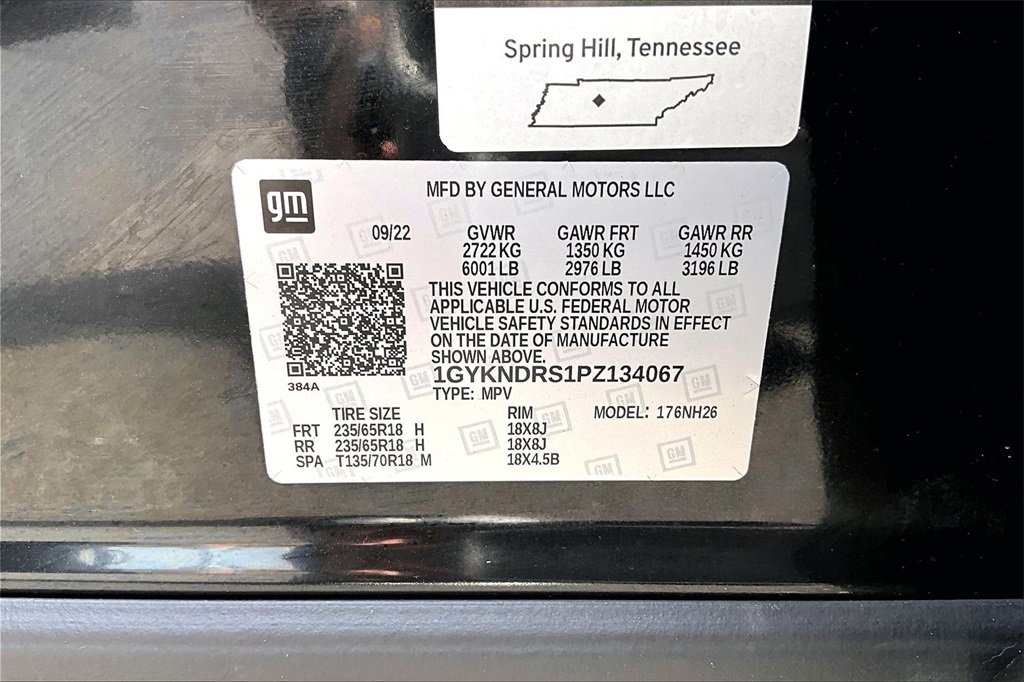 Spring Hill, Tennessee
gm
MFD BY GENERAL MOTORS LLC
09/22 GVWR GAWR FRT GAWR RR
2722 KG 1350 KG 1450 KG
6001 LB 2976 LB 3196 LB
THIS VEHICLE CONFORMS TO ALL
APPLICABLE U.S. FEDERAL MOTOR
VEHICLE SAFETY STANDARDS IN EFFECT
ON THE DATE OF MANUFACTURE
SHOWN ABOVE.
1GYKNDRS1PZ134067
384A
TYPE: MPV
TIRE SIZE RIM MODEL: 176NH26
FRT 235/65R18 H 18X8J
RR 235/65R18 H 18X8J
SPA T135/70R18 M 18X4.5B